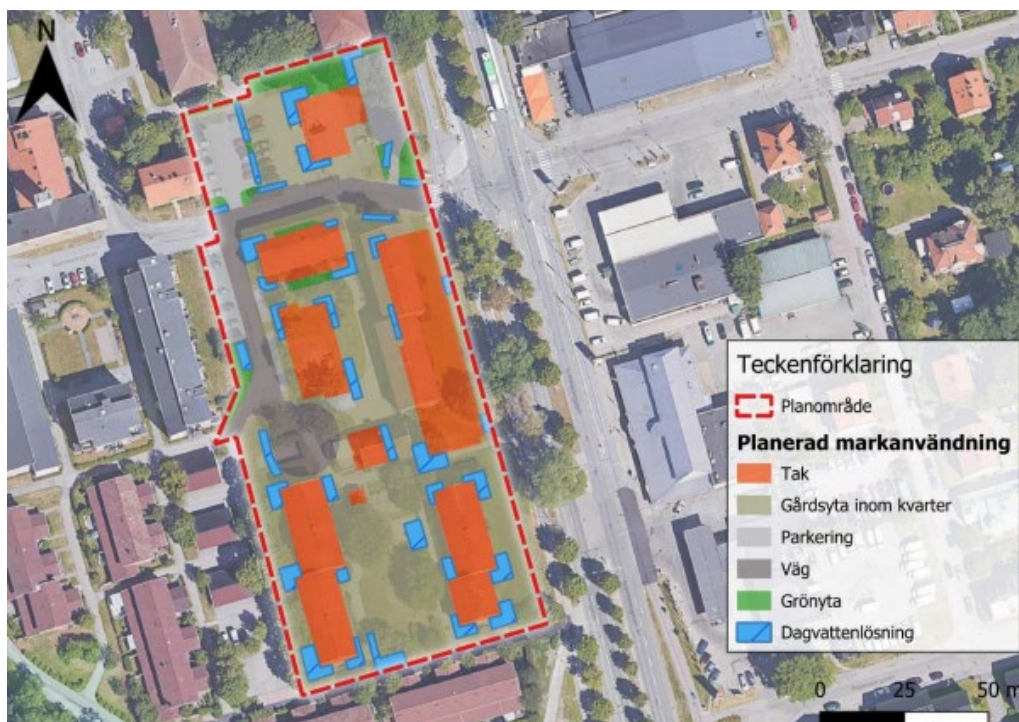 N
Teckenförklaring
Planområde
Planerad markanvändning
Tak
Gårdsyta inom kvarter
Parkering
Väg
Grönyta
Dagvattenlösning
0 25 50 m